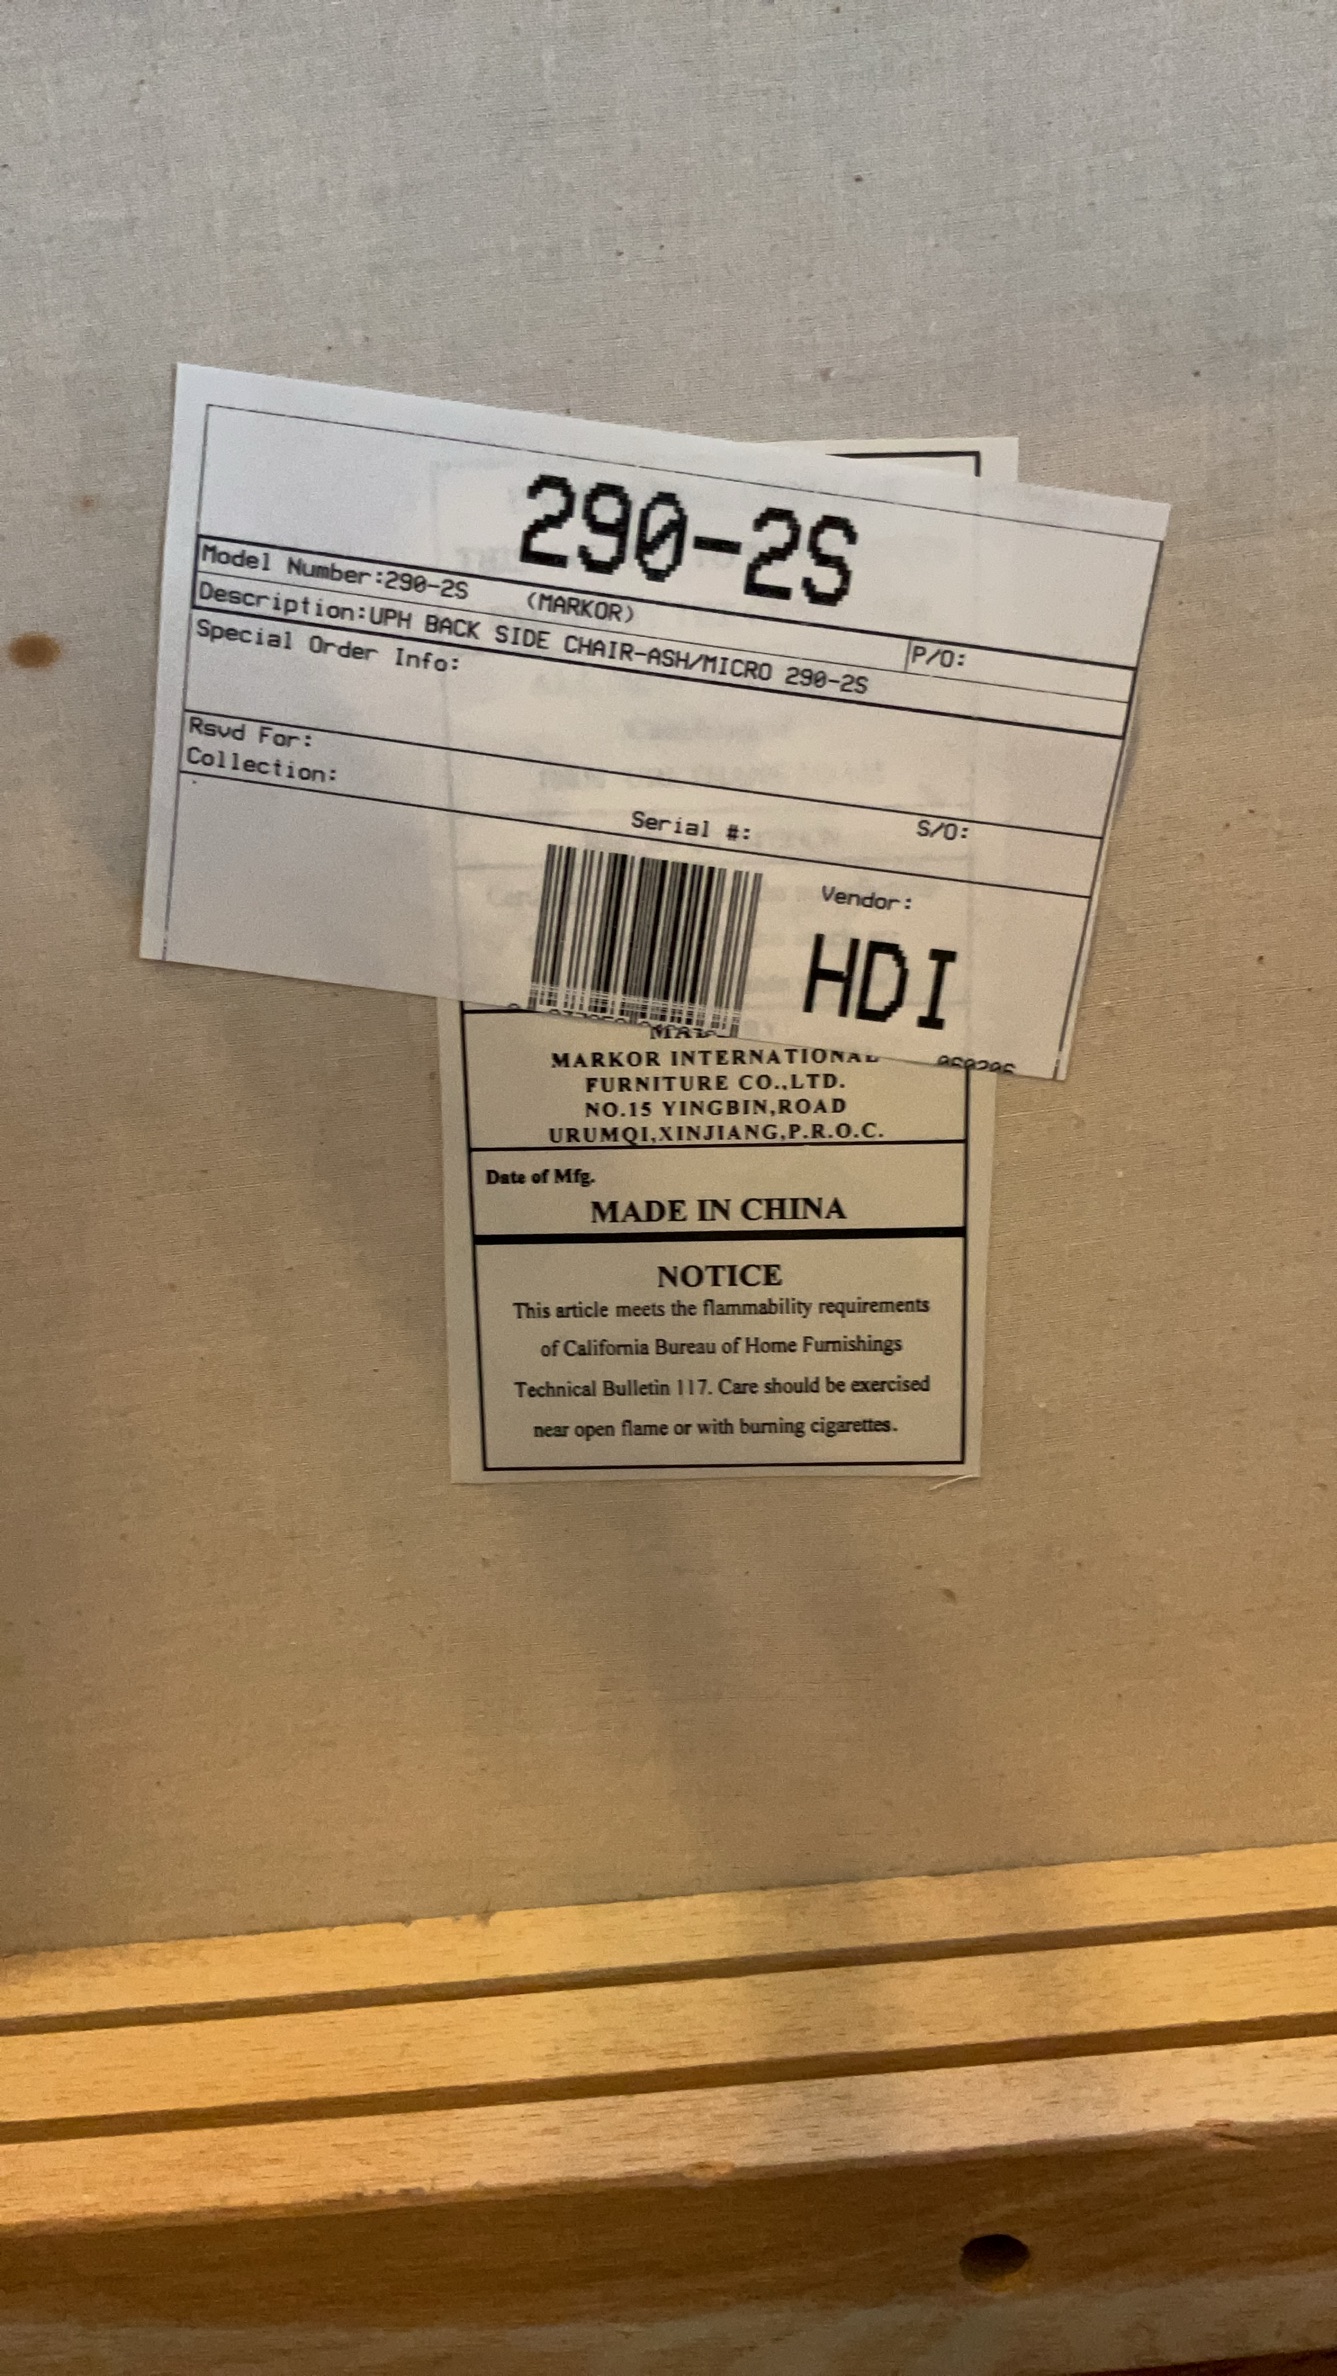 290-2S
Model Number:290-2S (MARKOR) P/O:
Description:UPH BACK SIDE CHAIR-ASH/MICRO 290-2S
Special Order Info:
Rsvd For:
Collection:
Serial #: S/O:
Vendor:
HDI
MARKOR INTERNATIONAL
FURNITURE CO.,LTD.
NO.15 YINGBIN,ROAD
URUMQI,XINJIANG,P.R.O.C.
Date of Mfg.
MADE IN CHINA
NOTICE
This article meets the flammability requirements
of California Bureau of Home Furnishings
Technical Bulletin 117. Care should be exercised
near open flame or with burning cigarettes.